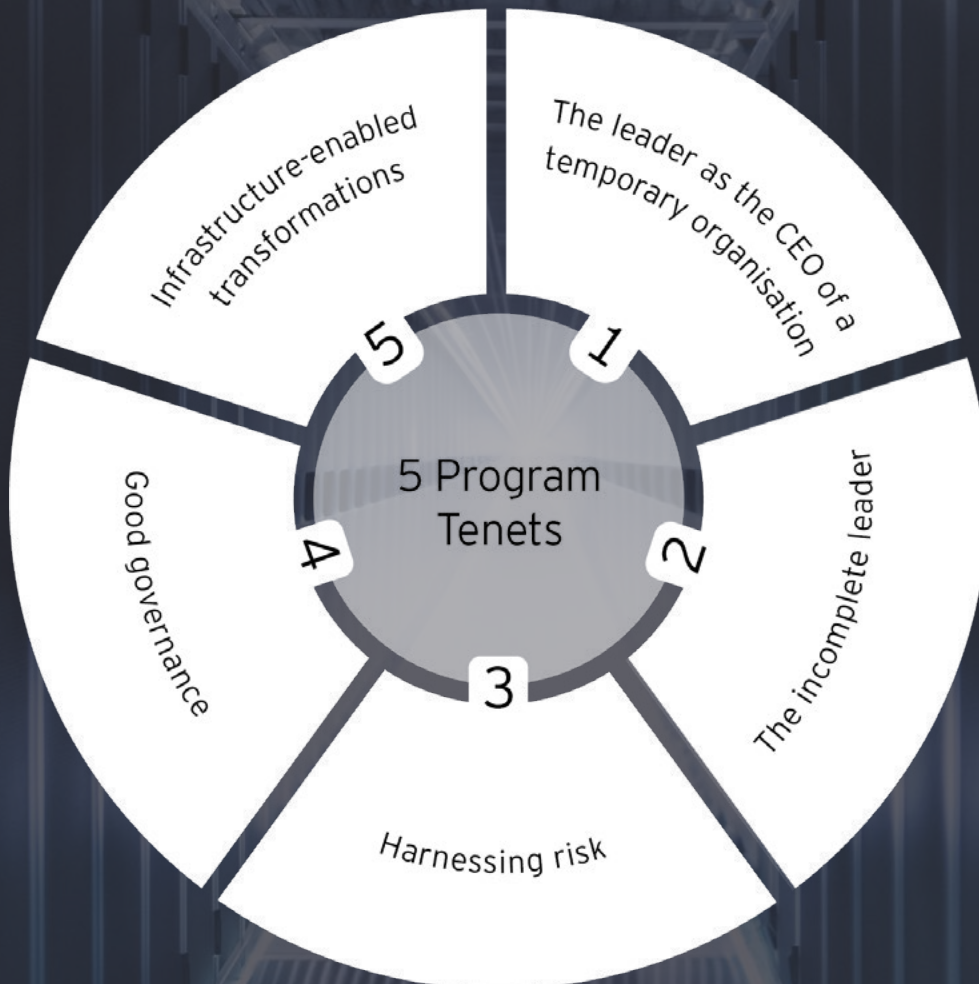 5 Program
Tenets
1
The leader as the CEO of a
temporary organisation
2
The incomplete leader
3
Harnessing risk
4
Good governance
5
Infrastructure-enabled
transformations